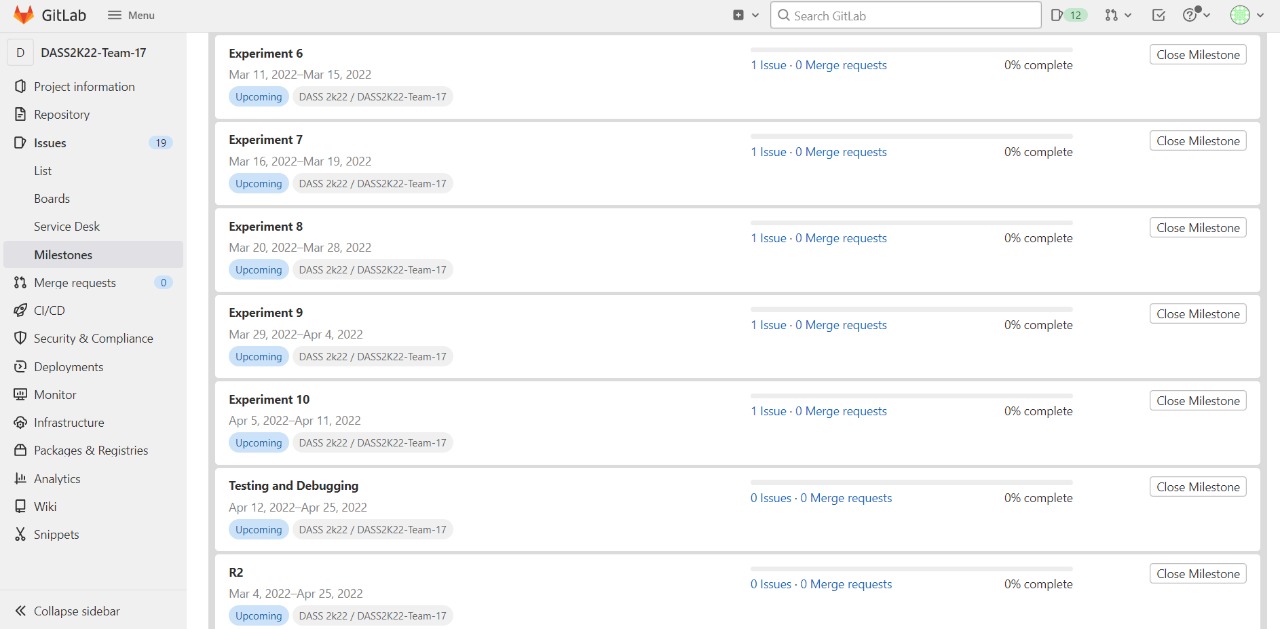 GitLab
Menu
Search GitLab
12
D DASS2K22-Team-17
Project information
Repository
Issues 19
List
Boards
Service Desk
Milestones
Merge requests 0
CI/CD
Security & Compliance
Deployments
Monitor
Infrastructure
Packages & Registries
Analytics
Wiki
Snippets
Collapse sidebar
Experiment 6
Mar 11, 2022–Mar 15, 2022
Upcoming DASS 2k22 / DASS2K22-Team-17
1 Issue · 0 Merge requests 0% complete
Close Milestone
Experiment 7
Mar 16, 2022–Mar 19, 2022
Upcoming DASS 2k22 / DASS2K22-Team-17
1 Issue · 0 Merge requests 0% complete
Close Milestone
Experiment 8
Mar 20, 2022–Mar 28, 2022
Upcoming DASS 2k22 / DASS2K22-Team-17
1 Issue · 0 Merge requests 0% complete
Close Milestone
Experiment 9
Mar 29, 2022–Apr 4, 2022
Upcoming DASS 2k22 / DASS2K22-Team-17
1 Issue · 0 Merge requests 0% complete
Close Milestone
Experiment 10
Apr 5, 2022–Apr 11, 2022
Upcoming DASS 2k22 / DASS2K22-Team-17
1 Issue · 0 Merge requests 0% complete
Close Milestone
Testing and Debugging
Apr 12, 2022–Apr 25, 2022
Upcoming DASS 2k22 / DASS2K22-Team-17
0 Issues · 0 Merge requests 0% complete
Close Milestone
R2
Mar 4, 2022–Apr 25, 2022
Upcoming DASS 2k22 / DASS2K22-Team-17
0 Issues · 0 Merge requests 0% complete
Close Milestone